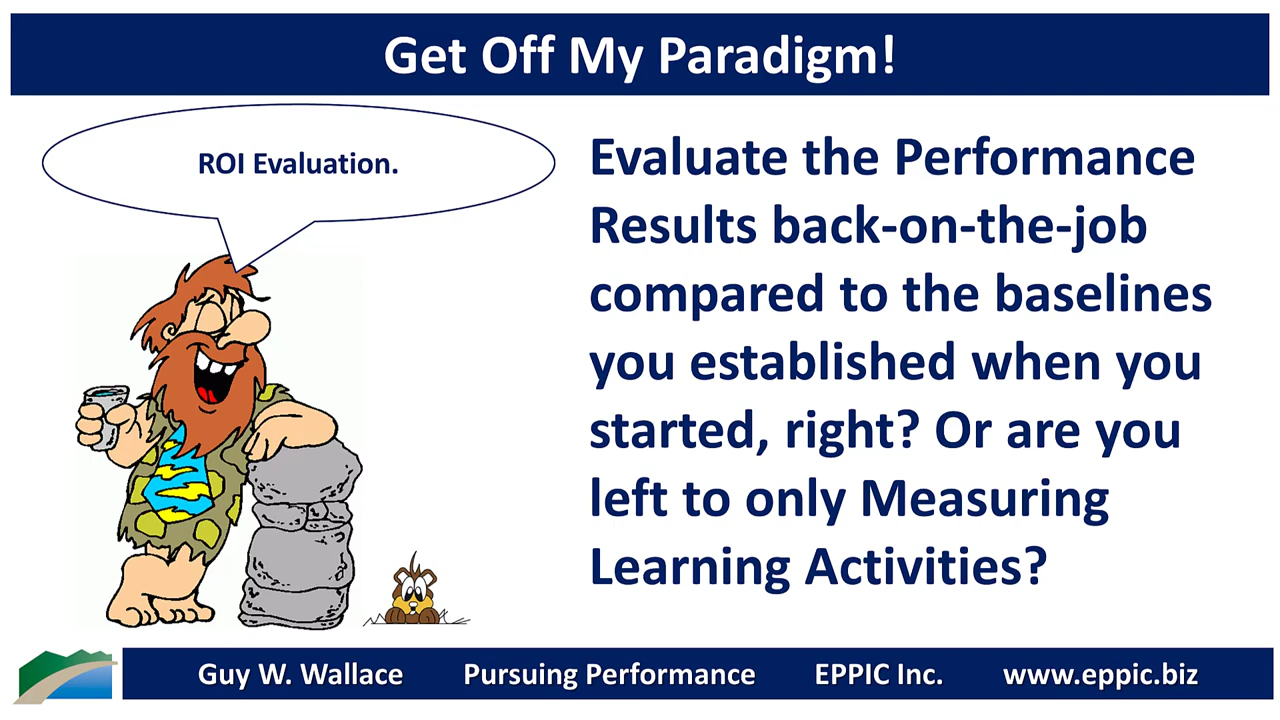 Get Off My Paradigm!
ROI Evaluation.
Evaluate the Performance
Results back-on-the-job
compared to the baselines
you established when you
started, right? Or are you
left to only Measuring
Learning Activities?
Guy W. Wallace Pursuing Performance EPPIC Inc. www.eppic.biz